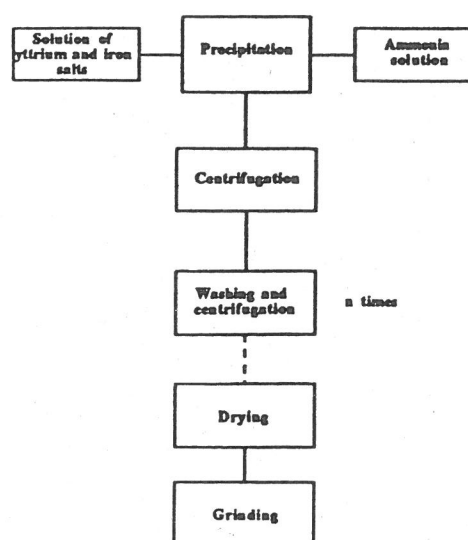 Solution of
yttrium and iron
salts
Precipitation
Ammonia
solution
Centrifugation
Washing and
centrifugation
n times
Drying
Grinding